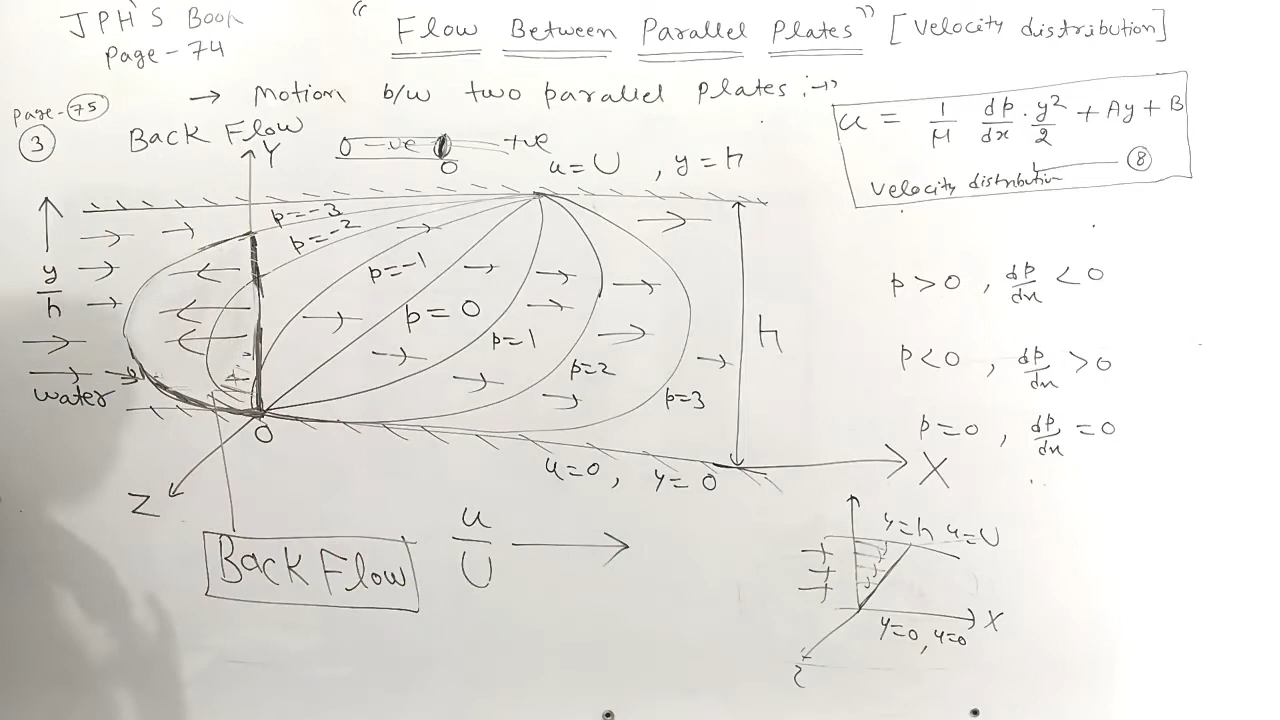 JPH'S Book
Page-74
"Flow Between Parallel Plates" [Velocity distribution]
→ Motion b/w two parallel plates :→
Page-75
3
Back Flow
0 -ve +ve
0
u=U , y=h
Y
u = 1/μ dp/dx · y²/2 + Ay + B
8
Velocity distribution
p=-3
p=-2
p=-1
p=0
p=1
p=2
p=3
y/h
h
water
O
u=0, y=0
X
Z
Back Flow
u/U
p>0 , dp/dx <0
p<0 , dp/dx >0
p=0 , dp/dx =0
y=h u=U
X
y=0, u=0
Z